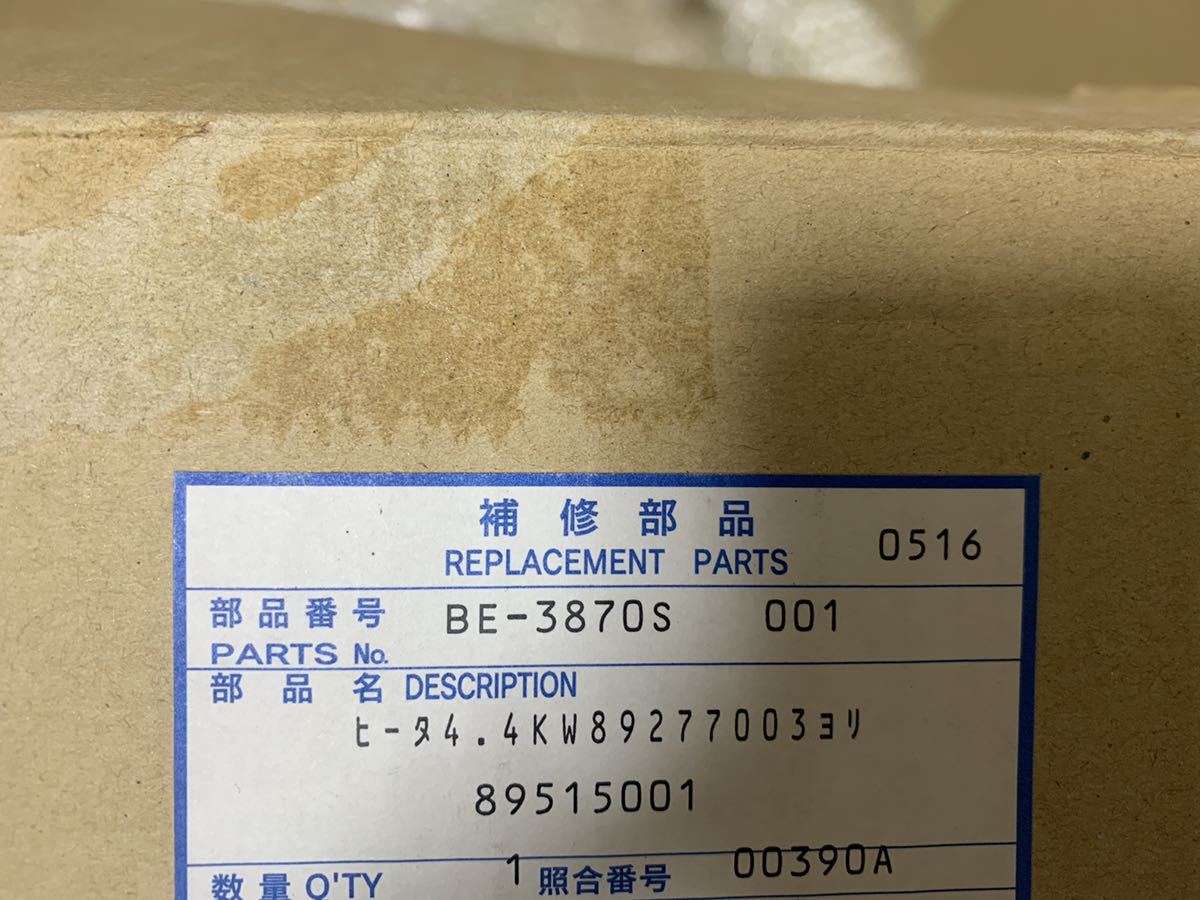 補修部品
REPLACEMENT PARTS 0516
部品番号 BE-3870S 001
PARTS No.
部品名 DESCRIPTION
ヒータ4.4KW89277003ヨリ
89515001
数量 Q'TY 1 照合番号 00390A